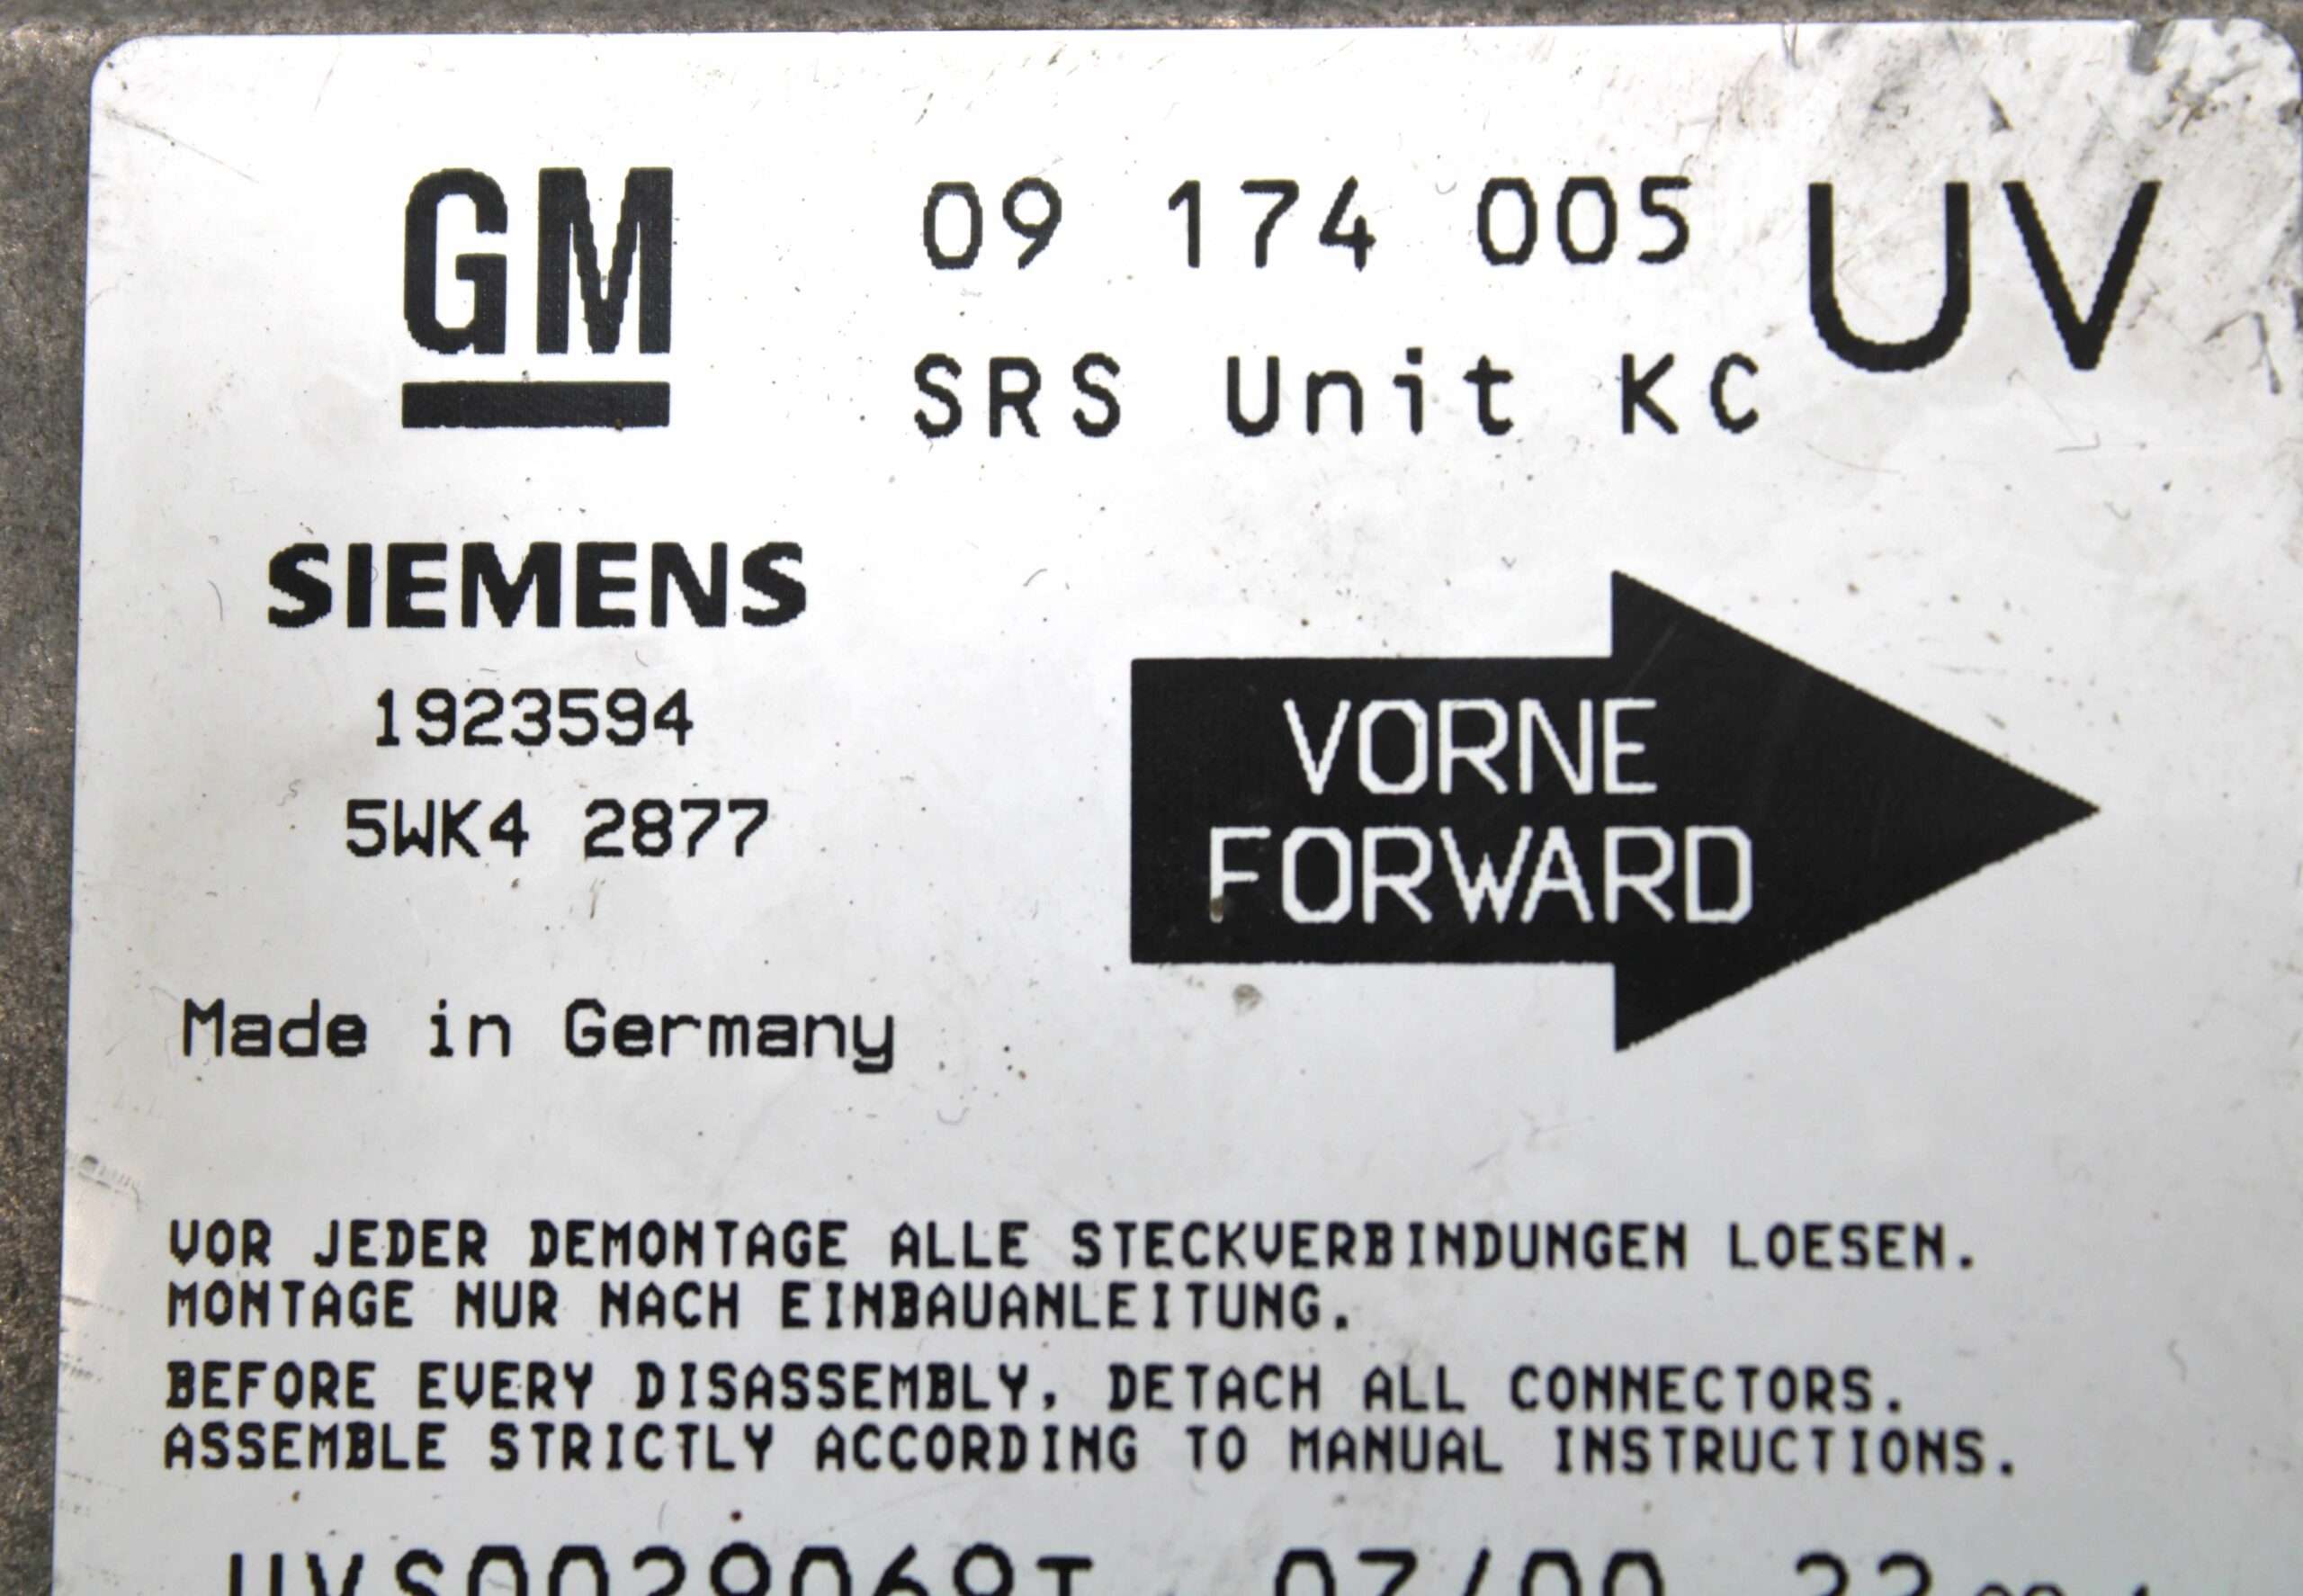 GM 09 174 005 UV
SRS Unit KC
SIEMENS
1923594
5WK4 2877
VORNE
FORWARD
Made in Germany
VOR JEDER DEMONTAGE ALLE STECKVERBINDUNGEN LOESEN.
MONTAGE NUR NACH EINBAUANLEITUNG.
BEFORE EVERY DISASSEMBLY, DETACH ALL CONNECTORS.
ASSEMBLE STRICTLY ACCORDING TO MANUAL INSTRUCTIONS.